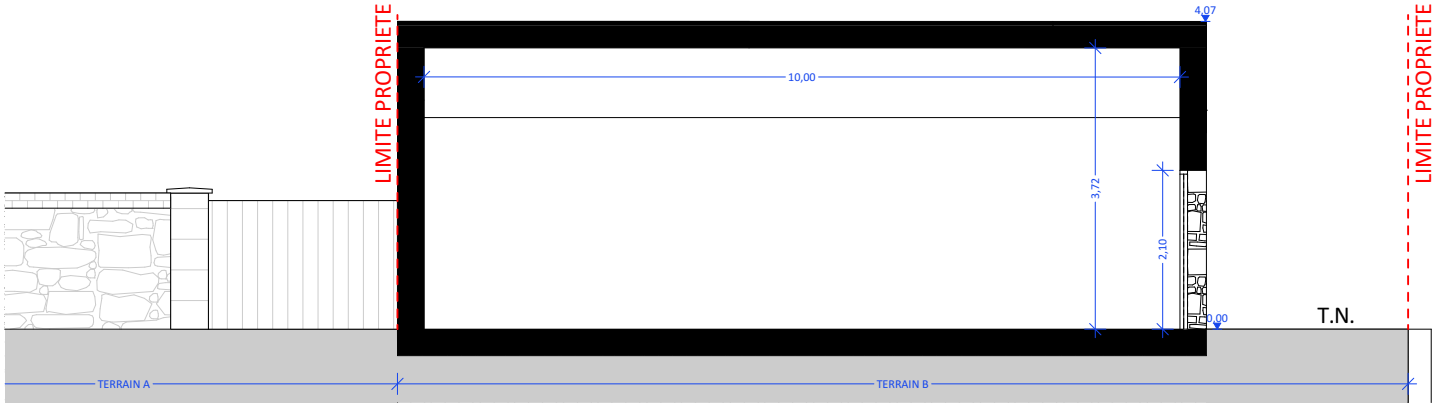 LIMITE PROPRIETE
4,07
LIMITE PROPRIETE
10,00
3,72
2,10
0,00
T.N.
TERRAIN A
TERRAIN B